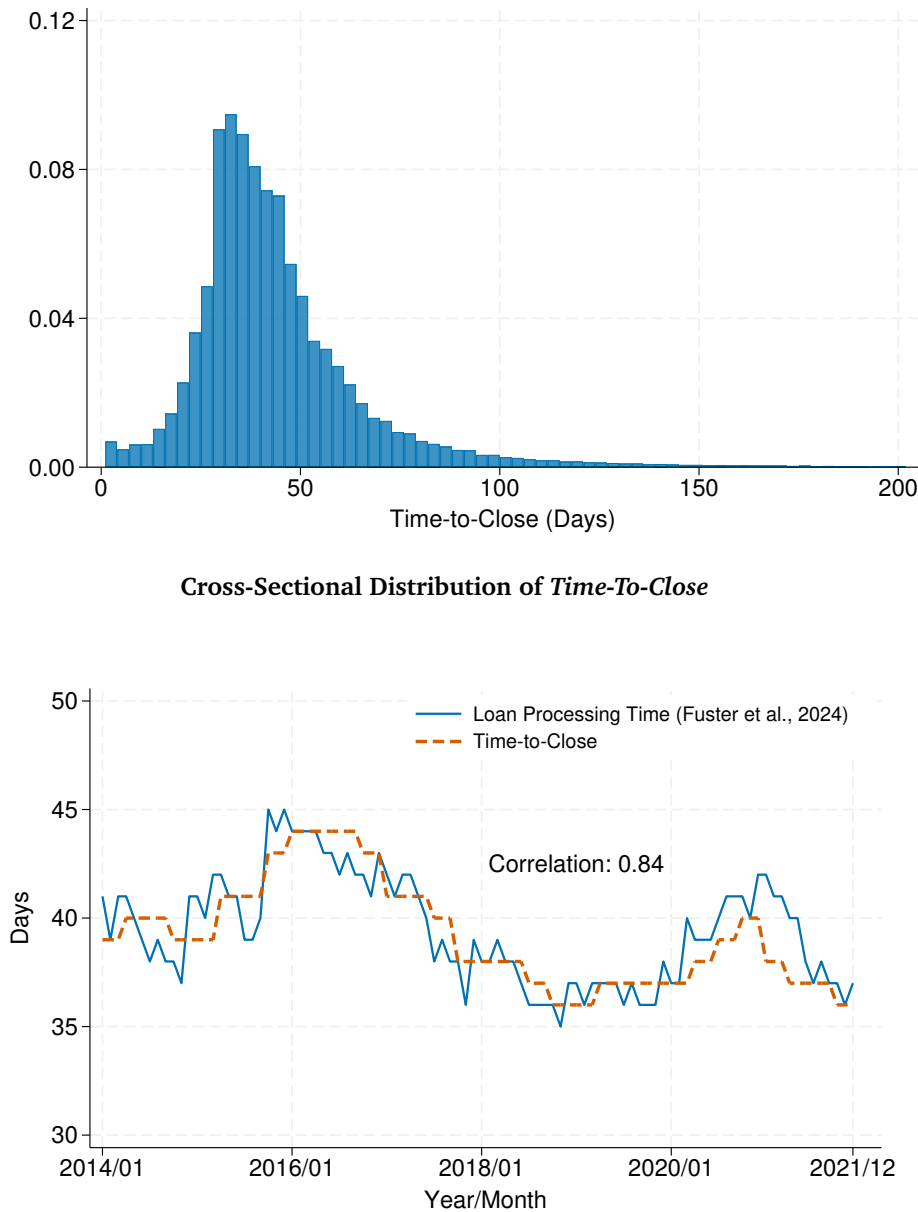 0.12
0.08
0.04
0.00
0 50 100 150 200
Time-to-Close (Days)
Cross-Sectional Distribution of Time-To-Close
50
45
40
35
30
Days
Loan Processing Time (Fuster et al., 2024)
Time-to-Close
Correlation: 0.84
2014/01 2016/01 2018/01 2020/01 2021/12
Year/Month